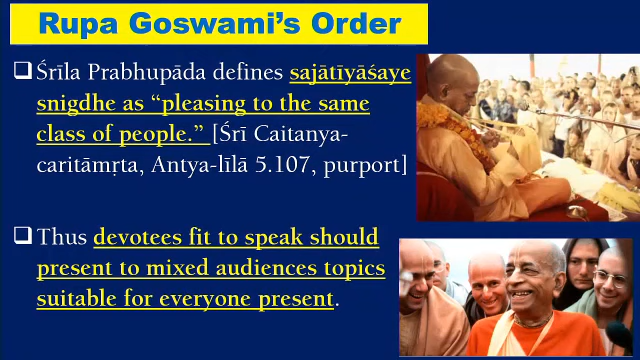 Rupa Goswami's Order
❑Śrīla Prabhupāda defines sajātīyāśaye
snigdhe as “pleasing to the same
class of people.” [Śrī Caitanya-
caritāmṛta, Antya-līlā 5.107, purport]
❑Thus devotees fit to speak should
present to mixed audiences topics
suitable for everyone present.